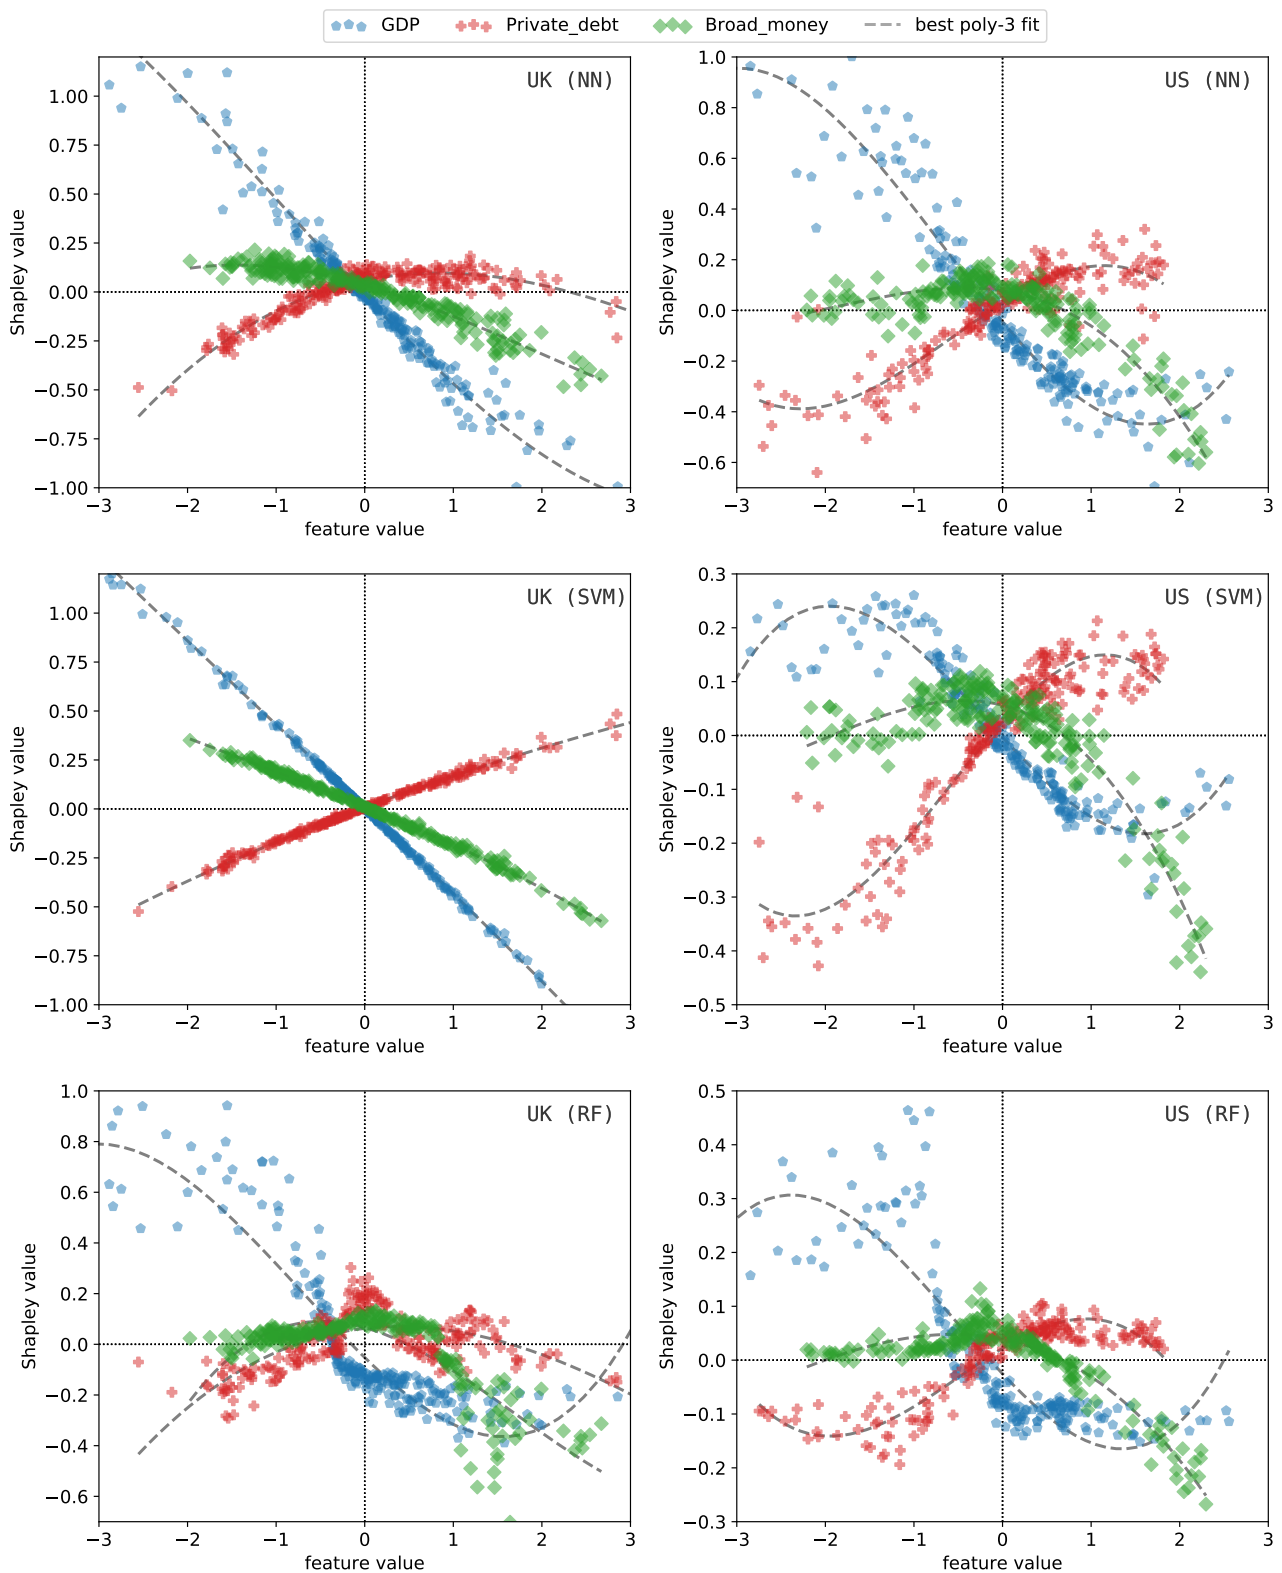 GDP Private_debt Broad_money best poly-3 fit
UK (NN)
1.00
0.75
0.50
0.25
0.00
−0.25
−0.50
−0.75
−1.00
−3 −2 −1 0 1 2 3
Shapley value
feature value
US (NN)
1.0
0.8
0.6
0.4
0.2
0.0
−0.2
−0.4
−0.6
−3 −2 −1 0 1 2 3
Shapley value
feature value
UK (SVM)
1.00
0.75
0.50
0.25
0.00
−0.25
−0.50
−0.75
−1.00
−3 −2 −1 0 1 2 3
Shapley value
feature value
US (SVM)
0.3
0.2
0.1
0.0
−0.1
−0.2
−0.3
−0.4
−0.5
−3 −2 −1 0 1 2 3
Shapley value
feature value
UK (RF)
1.0
0.8
0.6
0.4
0.2
0.0
−0.2
−0.4
−0.6
−3 −2 −1 0 1 2 3
Shapley value
feature value
US (RF)
0.5
0.4
0.3
0.2
0.1
0.0
−0.1
−0.2
−0.3
−3 −2 −1 0 1 2 3
Shapley value
feature value